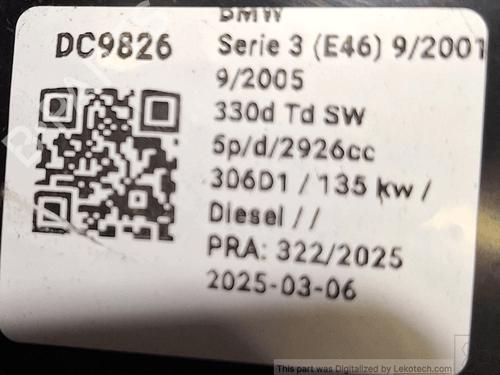 BMW
DC9826
Serie 3 (E46) 9/2001
9/2005
330d Td SW
5p/d/2926cc
306D1 / 135 kw /
Diesel / /
PRA: 322/2025
2025-03-06
This part was Digitalized by Lekotech.com